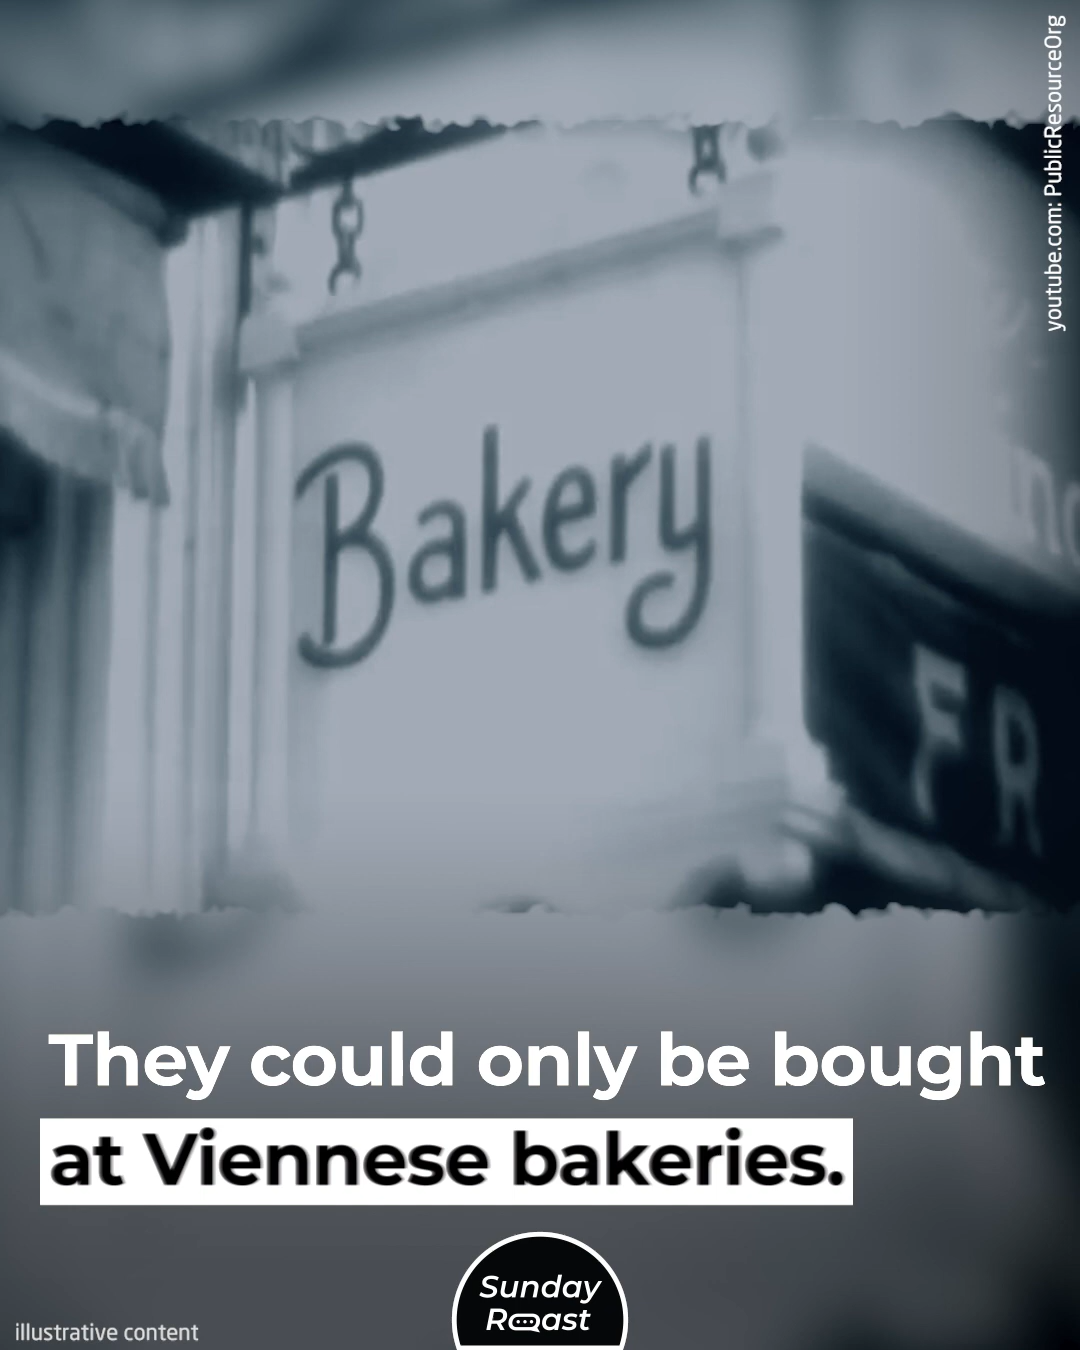 youtube.com: PublicResourceOrg
Bakery
FR
They could only be bought
at Viennese bakeries.
Sunday
Roast
illustrative content